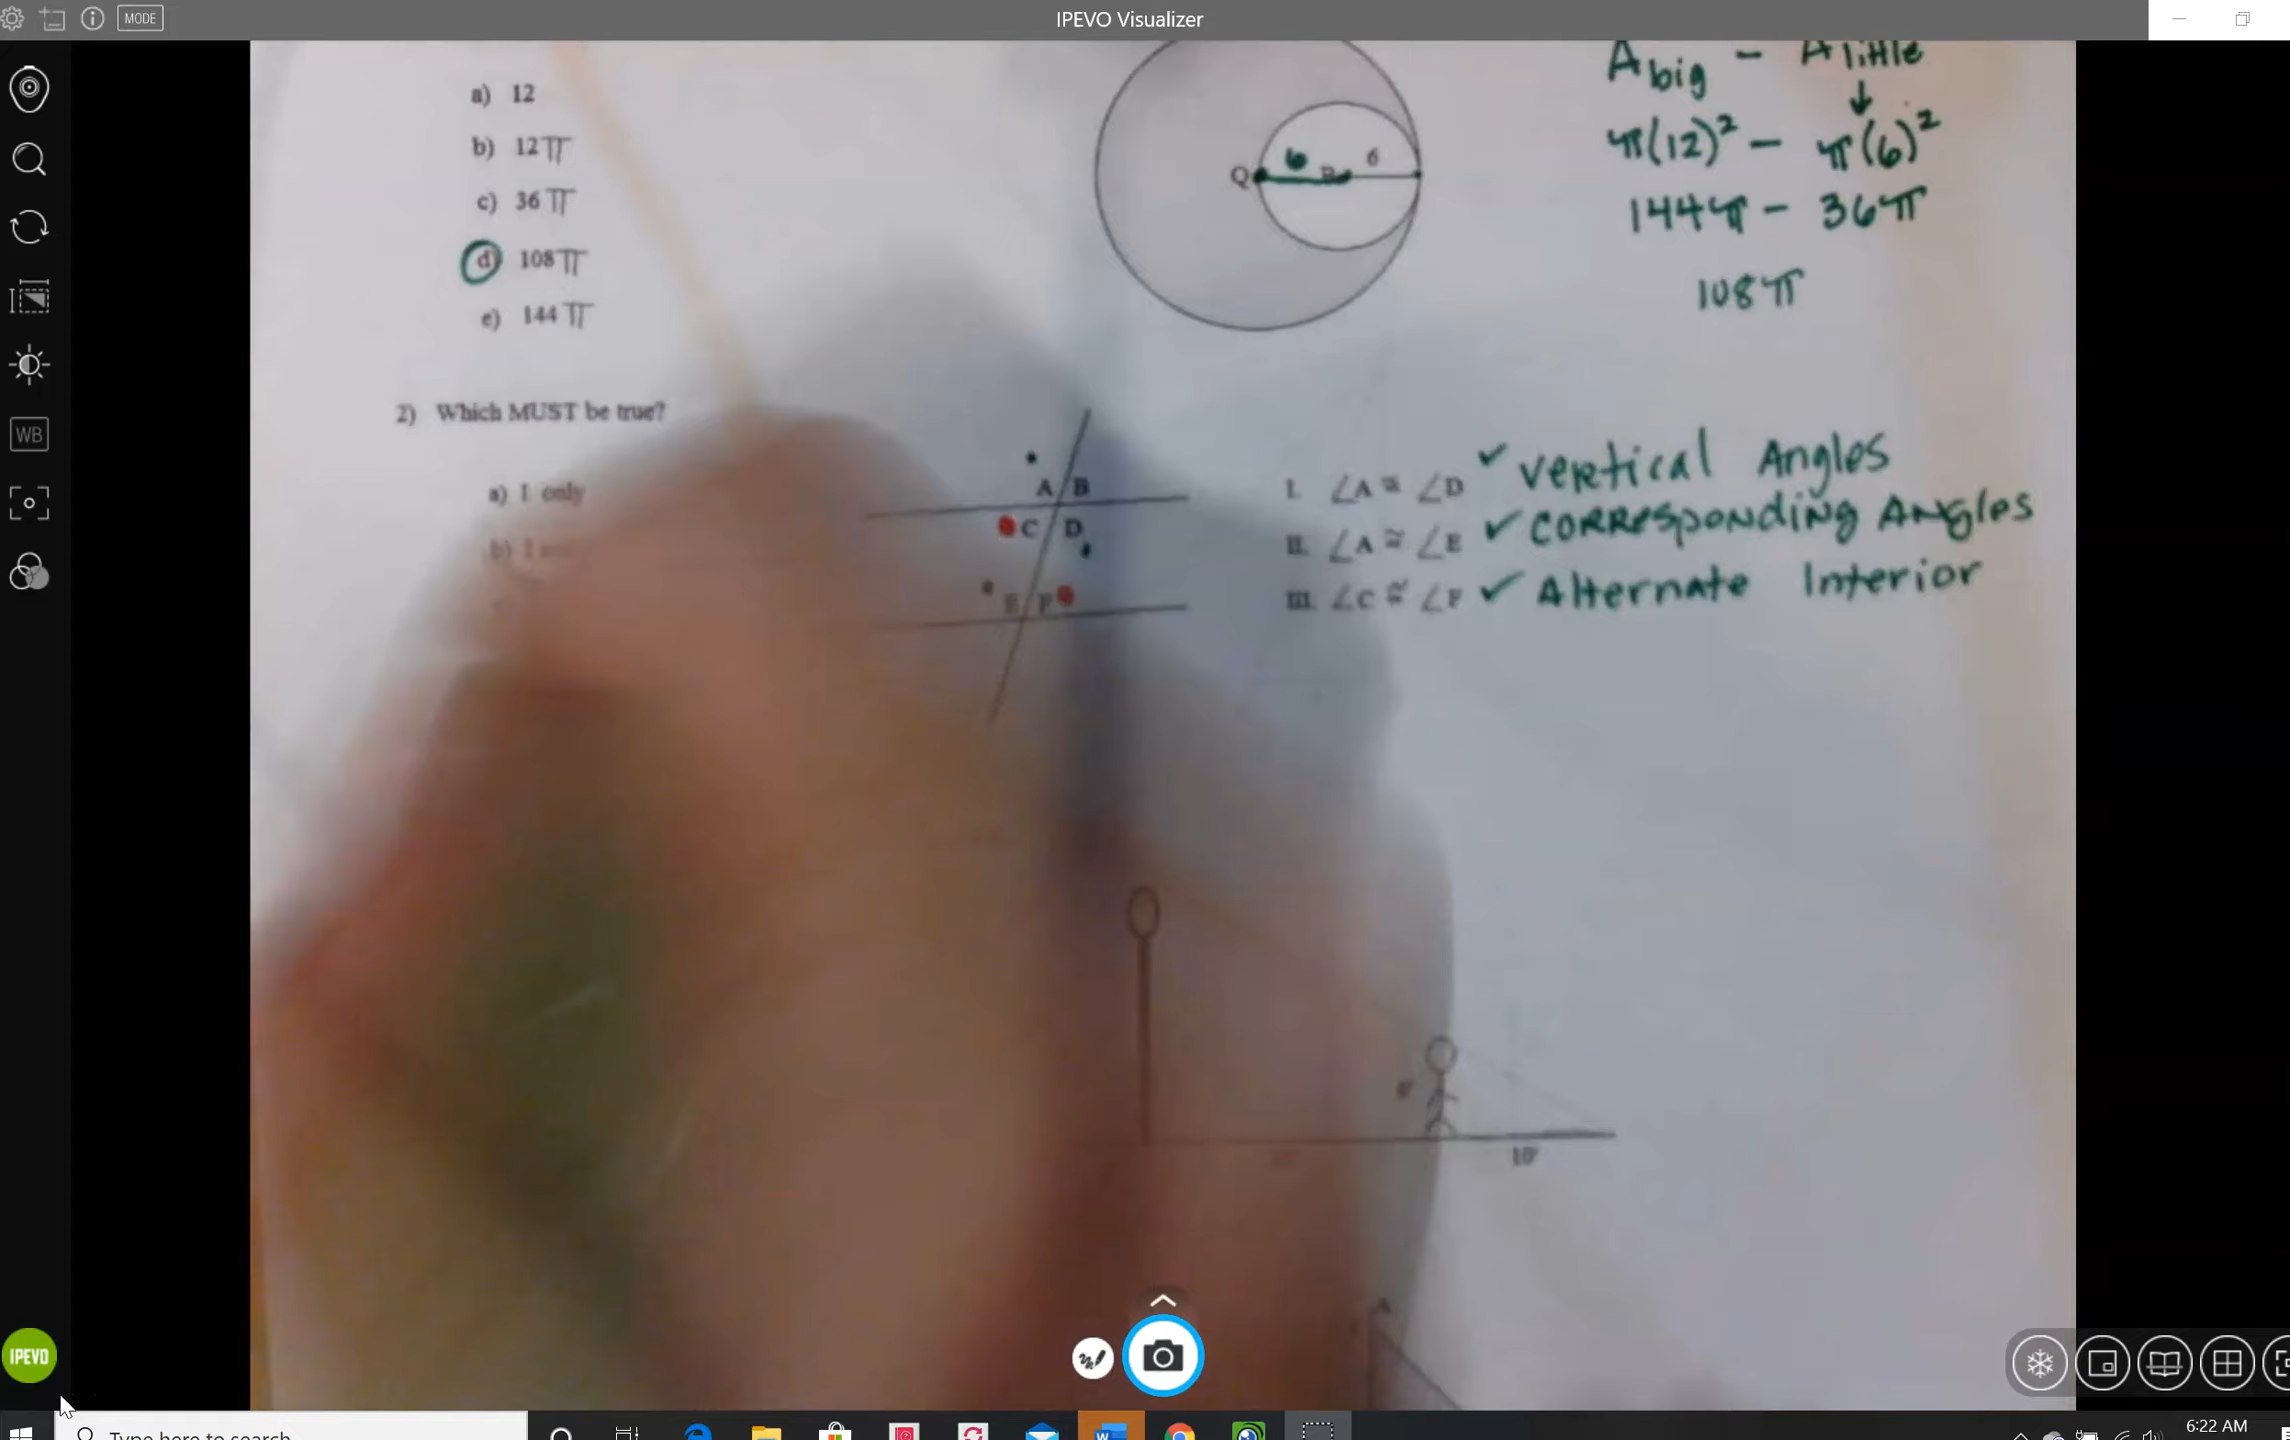 MODE
IPEVO Visualizer
a) 12
b) 12π
c) 36π
d) 108π
e) 144π
Q
6
6
A big - A little
↓
π(12)² - π(6)²
144π - 36π
108π
2) Which MUST be true?
a) I only
b) I
A B
C D
E F
I. ∠A ≅ ∠D ✓ Vertical Angles
II. ∠A ≅ ∠E ✓ Corresponding Angles
III. ∠C ≅ ∠F ✓ Alternate Interior
10'
A
WB
IPEVO
Type here to search
6:22 AM